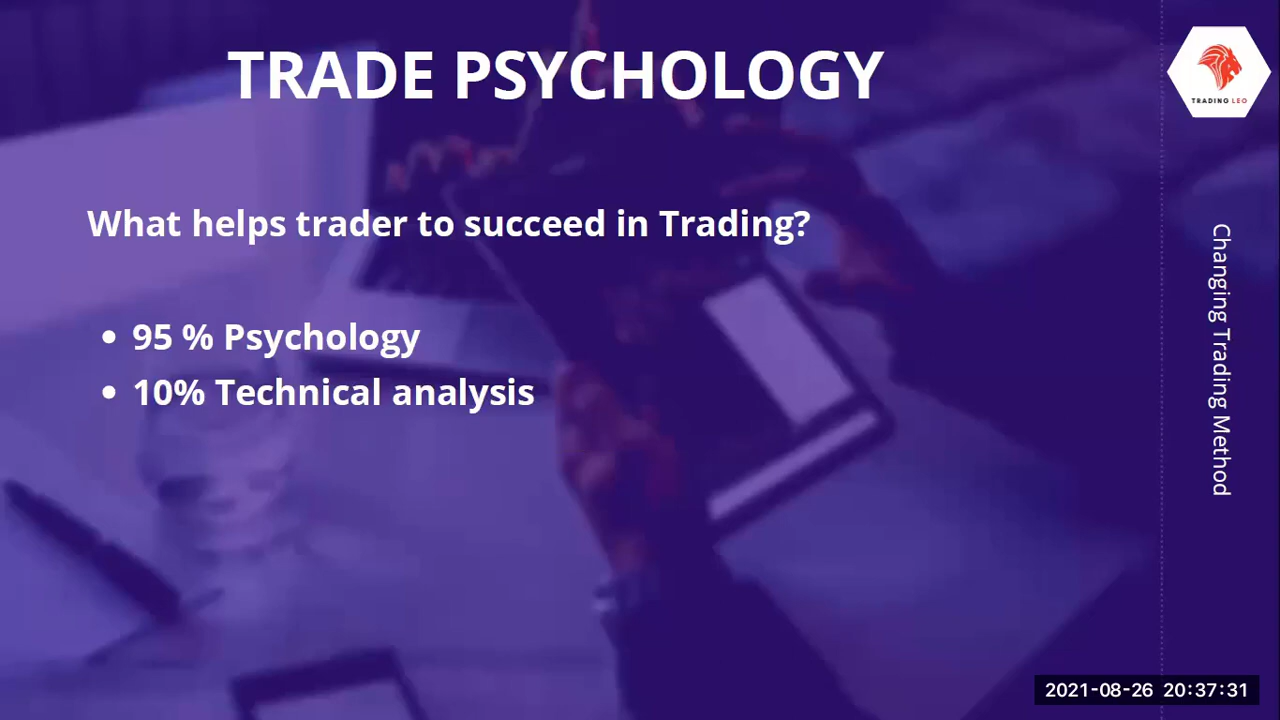 TRADE PSYCHOLOGY
TRADING LEO
What helps trader to succeed in Trading?
95 % Psychology
10% Technical analysis
Changing Trading Method
2021-08-26 20:37:31